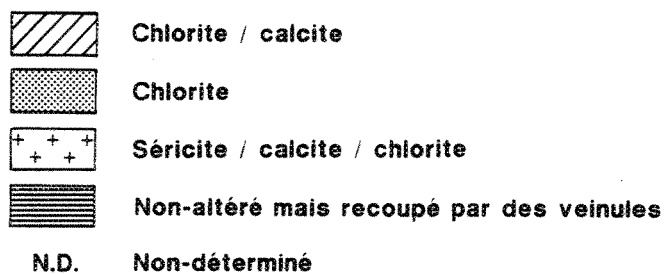 Chlorite / calcite
Chlorite
Séricite / calcite / chlorite
Non-altéré mais recoupé par des veinules
N.D. Non-déterminé